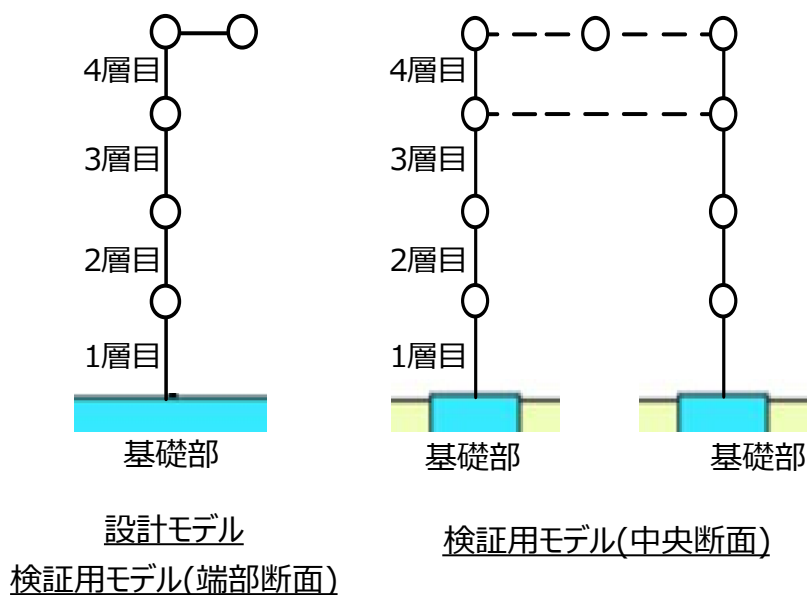 4層目
3層目
2層目
1層目
基礎部
設計モデル
検証用モデル(端部断面)
4層目
3層目
2層目
1層目
基礎部
基礎部
検証用モデル(中央断面)